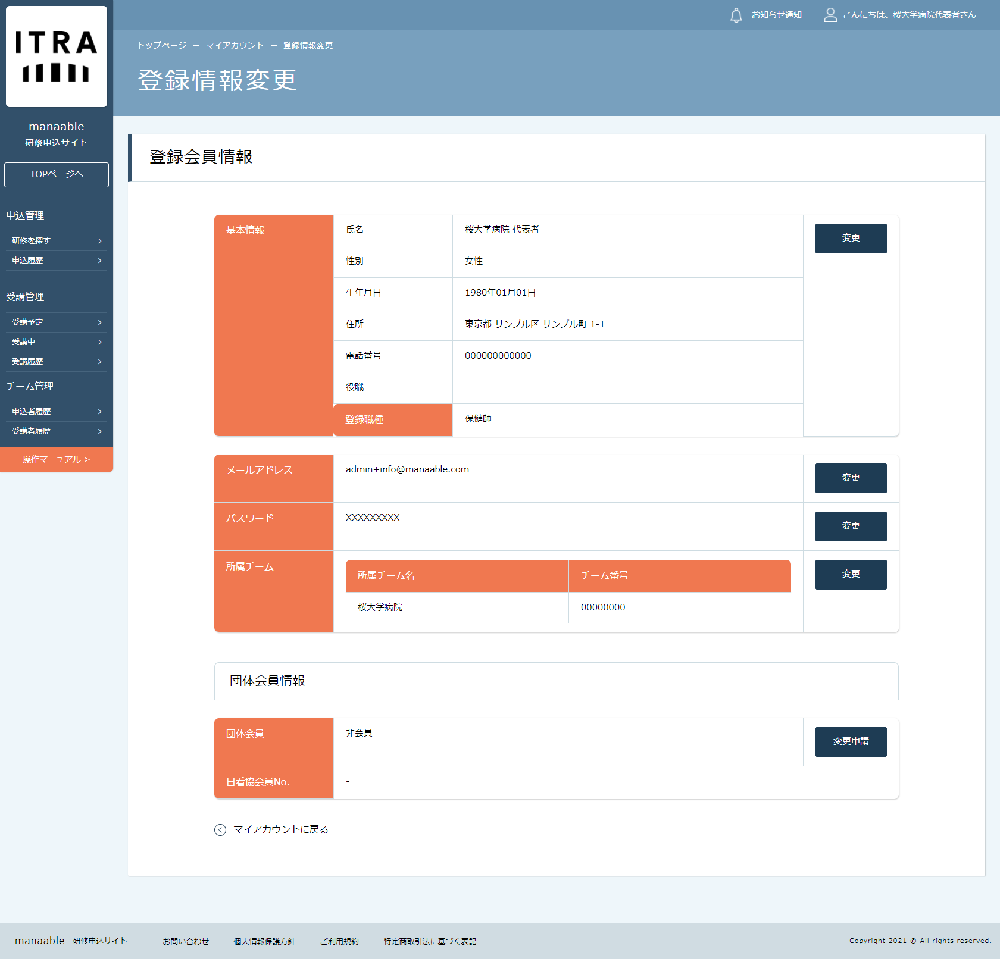 ITRA
manaable
研修申込サイト
TOPページへ
申込管理
研修を探す
申込履歴
受講管理
受講予定
受講中
受講履歴
チーム管理
申込者履歴
受講者履歴
操作マニュアル >
お知らせ通知
こんにちは、桜大学病院代表者さん
トップページ ー マイアカウント ー 登録情報変更
登録情報変更
登録会員情報
基本情報
氏名 桜大学病院 代表者
変更
性別 女性
生年月日 1980年01月01日
住所 東京都 サンプル区 サンプル町 1-1
電話番号 000000000000
役職
登録職種 保健師
メールアドレス admin+info@manaable.com 変更
パスワード XXXXXXXXX 変更
所属チーム 所属チーム名 チーム番号 変更
桜大学病院 00000000
団体会員情報
団体会員 非会員 変更申請
日看協会員No. -
< マイアカウントに戻る
manaable 研修申込サイト お問い合わせ 個人情報保護方針 ご利用規約 特定商取引法に基づく表記 Copyright 2021 © All rights reserved.